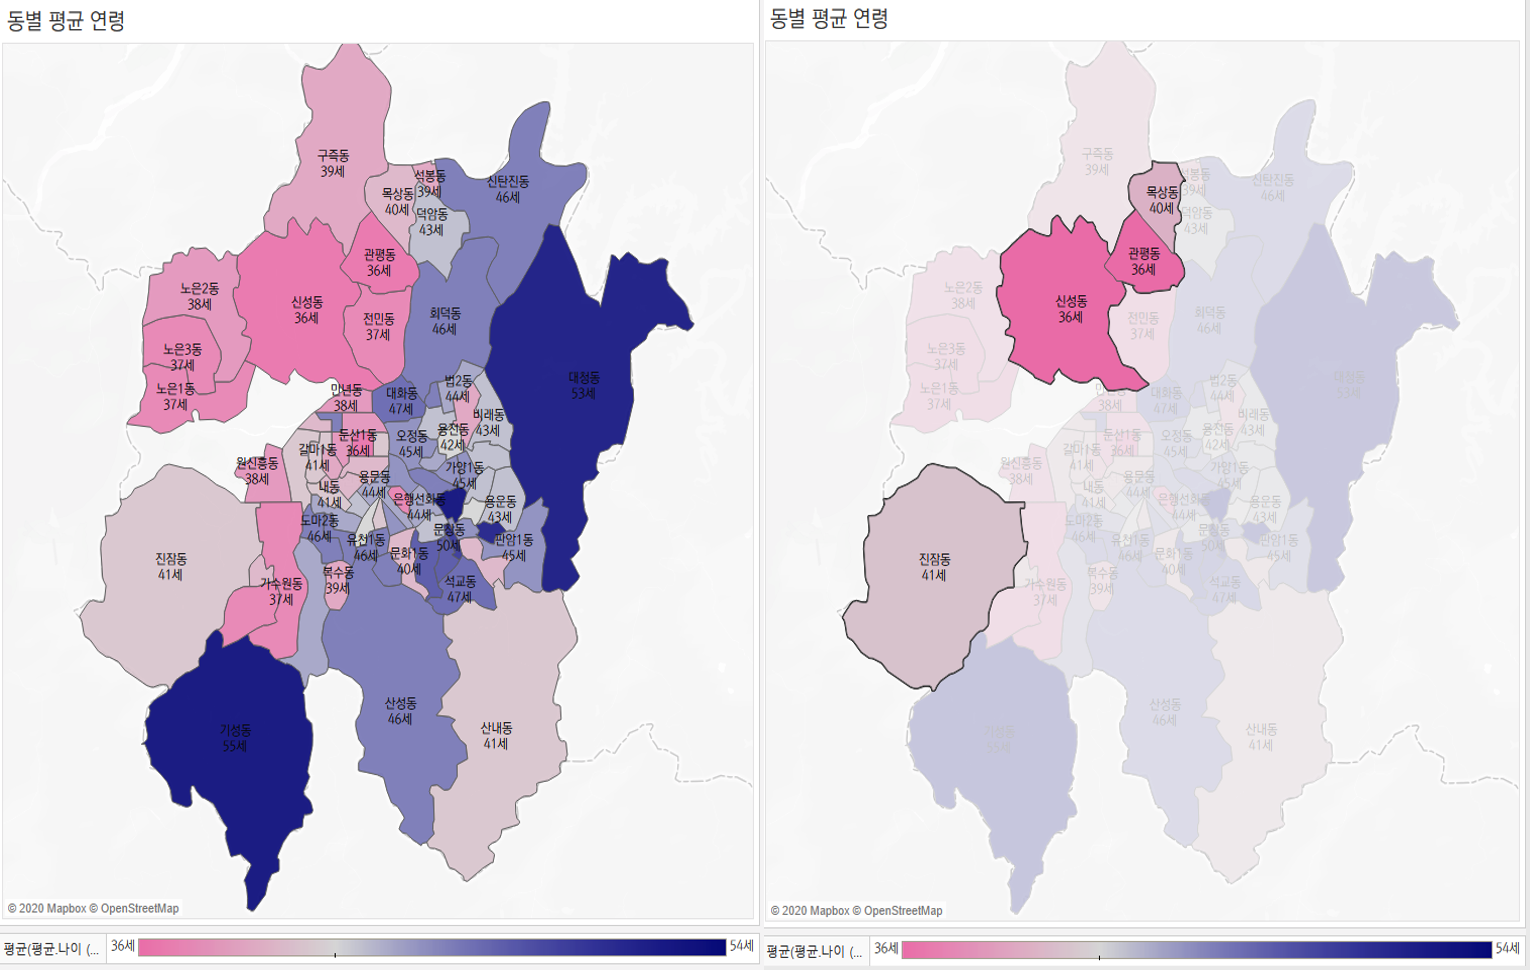 동별 평균 연령
구즉동
39세
석봉동
39세
목상동
40세
신탄진동
46세
덕암동
43세
관평동
36세
노은2동
38세
신성동
36세
전민동
37세
회덕동
46세
노은3동
37세
노은1동
37세
대청동
53세
만년동
38세
대화동
47세
법2동
44세
비래동
43세
둔산1동
36세
오정동
45세
용전동
42세
갈마1동
41세
원신흥동
38세
가양1동
45세
용문동
44세
내동
41세
은행선화동
44세
용운동
43세
도마2동
46세
유천1동
46세
문창동
50세
판암1동
45세
문화1동
40세
진잠동
41세
가수원동
37세
복수동
39세
석교동
47세
산성동
46세
산내동
41세
기성동
55세
© 2020 Mapbox © OpenStreetMap
평균(평균.나이 (...
36세
54세
동별 평균 연령
구즉동
39세
석봉동
39세
목상동
40세
신탄진동
46세
덕암동
43세
관평동
36세
노은2동
38세
신성동
36세
전민동
37세
회덕동
46세
노은3동
37세
노은1동
37세
대청동
53세
만년동
38세
대화동
47세
법2동
44세
비래동
43세
둔산1동
36세
오정동
45세
용전동
42세
갈마1동
41세
원신흥동
38세
가양1동
45세
용문동
44세
내동
41세
은행선화동
44세
용운동
43세
도마2동
46세
유천1동
46세
문창동
50세
판암1동
45세
문화1동
40세
진잠동
41세
가수원동
37세
복수동
39세
석교동
47세
산성동
46세
산내동
41세
기성동
55세
© 2020 Mapbox © OpenStreetMap
평균(평균.나이 (...
36세
54세